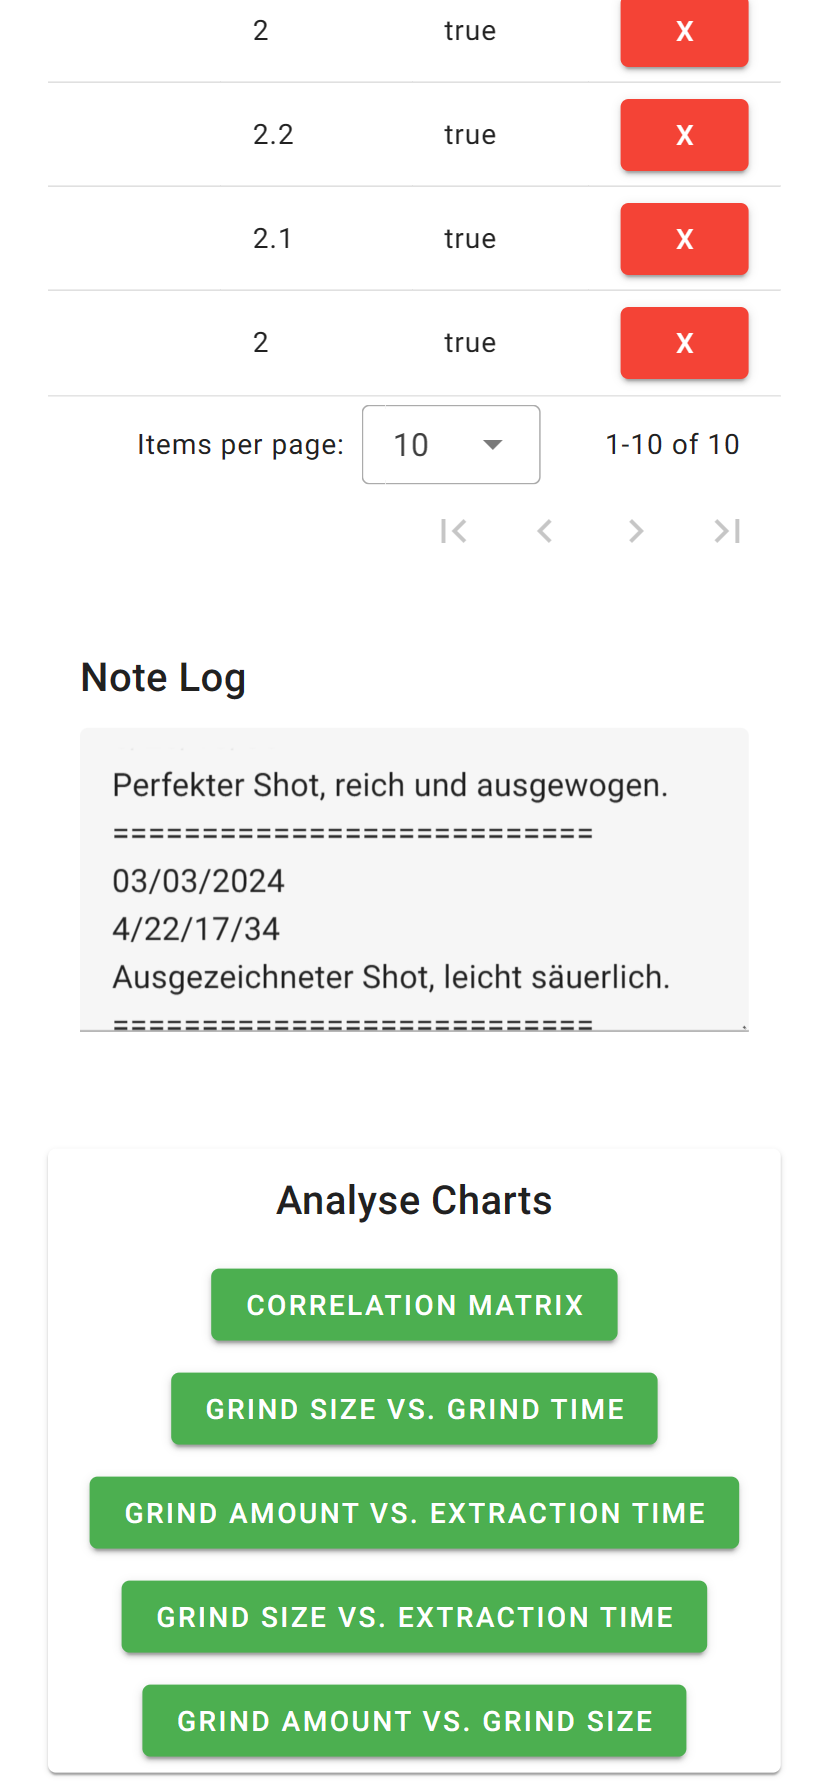 2 true X
2.2 true X
2.1 true X
2 true X
Items per page: 10 1-10 of 10
Note Log
Perfekter Shot, reich und ausgewogen.
===========================
03/03/2024
4/22/17/34
Ausgezeichneter Shot, leicht säuerlich.
===========================
Analyse Charts
CORRELATION MATRIX
GRIND SIZE VS. GRIND TIME
GRIND AMOUNT VS. EXTRACTION TIME
GRIND SIZE VS. EXTRACTION TIME
GRIND AMOUNT VS. GRIND SIZE